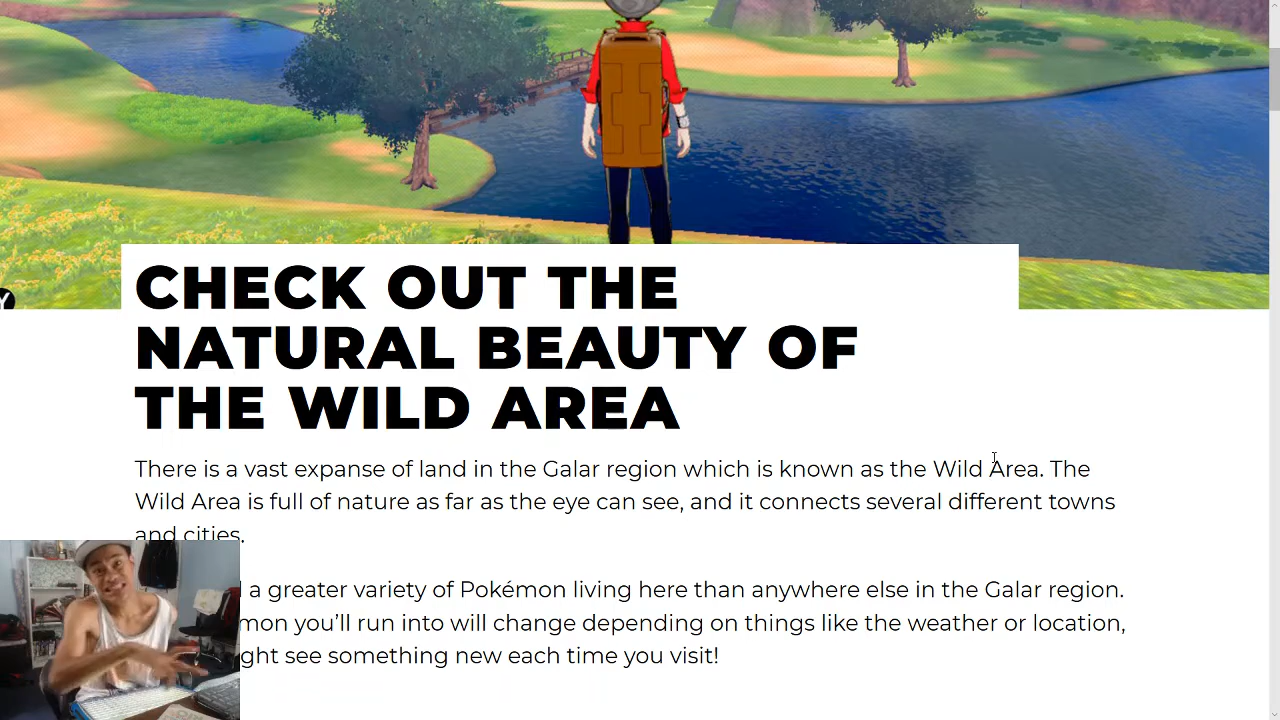 CHECK OUT THE
NATURAL BEAUTY OF
THE WILD AREA
There is a vast expanse of land in the Galar region which is known as the Wild Area. The
Wild Area is full of nature as far as the eye can see, and it connects several different towns
and cities.
a greater variety of Pokémon living here than anywhere else in the Galar region.
mon you’ll run into will change depending on things like the weather or location,
ght see something new each time you visit!